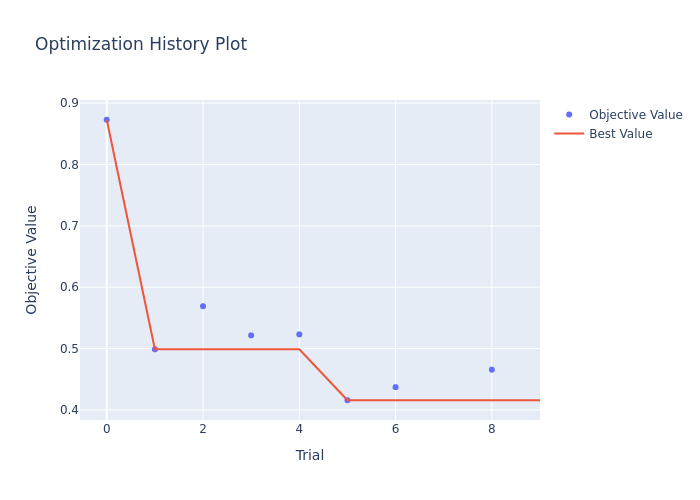 Optimization History Plot
Objective Value
Best Value
0.9
0.8
0.7
0.6
0.5
0.4
Objective Value
0 2 4 6 8
Trial